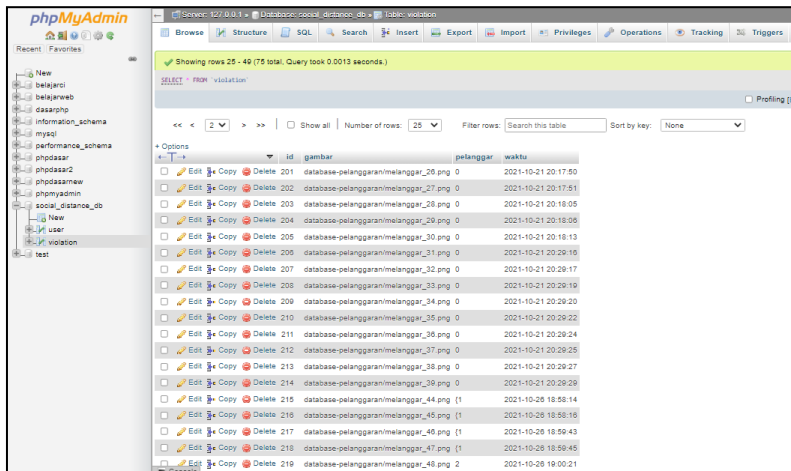 phpMyAdmin
Recent Favorites
New
belajarci
belajarweb
dasarphp
information_schema
mysql
performance_schema
phpdasar
phpdasar2
phpdasarnew
phpmyadmin
social_distance_db
New
user
violation
test
Server: 127.0.0.1 » Database: social_distance_db » Table: violation
Browse Structure SQL Search Insert Export Import Privileges Operations Tracking Triggers
Showing rows 25 - 49 (75 total, Query took 0.0013 seconds.)
SELECT * FROM `violation`
Profiling
<< < 2 > >> Show all Number of rows: 25 Filter rows: Search this table Sort by key: None
+ Options
←T→ id gambar pelanggar waktu
Edit Copy Delete 201 database-pelanggaran/melanggar_26.png 0 2021-10-21 20:17:50
Edit Copy Delete 202 database-pelanggaran/melanggar_27.png 0 2021-10-21 20:17:51
Edit Copy Delete 203 database-pelanggaran/melanggar_28.png 0 2021-10-21 20:18:05
Edit Copy Delete 204 database-pelanggaran/melanggar_29.png 0 2021-10-21 20:18:06
Edit Copy Delete 205 database-pelanggaran/melanggar_30.png 0 2021-10-21 20:18:13
Edit Copy Delete 206 database-pelanggaran/melanggar_31.png 0 2021-10-21 20:29:16
Edit Copy Delete 207 database-pelanggaran/melanggar_32.png 0 2021-10-21 20:29:17
Edit Copy Delete 208 database-pelanggaran/melanggar_33.png 0 2021-10-21 20:29:19
Edit Copy Delete 209 database-pelanggaran/melanggar_34.png 0 2021-10-21 20:29:20
Edit Copy Delete 210 database-pelanggaran/melanggar_35.png 0 2021-10-21 20:29:22
Edit Copy Delete 211 database-pelanggaran/melanggar_36.png 0 2021-10-21 20:29:24
Edit Copy Delete 212 database-pelanggaran/melanggar_37.png 0 2021-10-21 20:29:25
Edit Copy Delete 213 database-pelanggaran/melanggar_38.png 0 2021-10-21 20:29:27
Edit Copy Delete 214 database-pelanggaran/melanggar_39.png 0 2021-10-21 20:29:29
Edit Copy Delete 215 database-pelanggaran/melanggar_44.png (1 2021-10-26 18:58:14
Edit Copy Delete 216 database-pelanggaran/melanggar_45.png (1 2021-10-26 18:58:16
Edit Copy Delete 217 database-pelanggaran/melanggar_46.png (1 2021-10-26 18:59:43
Edit Copy Delete 218 database-pelanggaran/melanggar_47.png (1 2021-10-26 18:59:45
Edit Copy Delete 219 database-pelanggaran/melanggar_48.png 2 2021-10-26 19:00:21